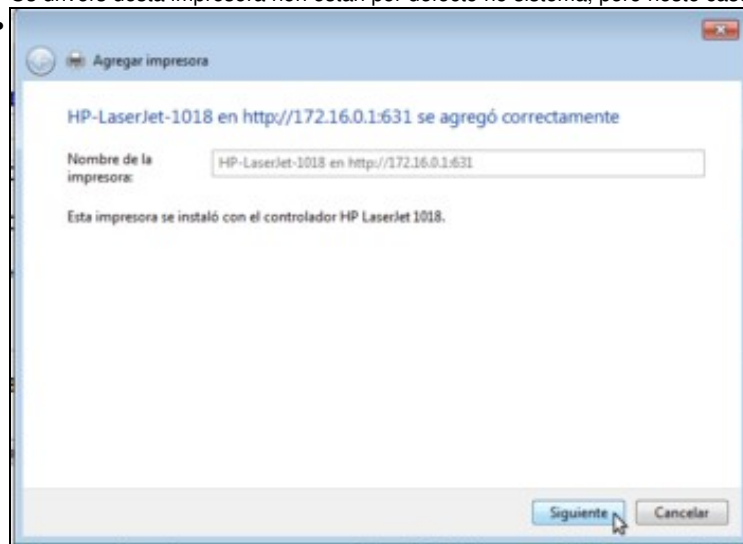 Agregar impresora
HP-LaserJet-1018 en http://172.16.0.1:631 se agregó correctamente
Nombre de la
impresora:
HP-LaserJet-1018 en http://172.16.0.1:631
Esta impresora se instaló con el controlador HP LaserJet 1018.
Siguiente
Cancelar